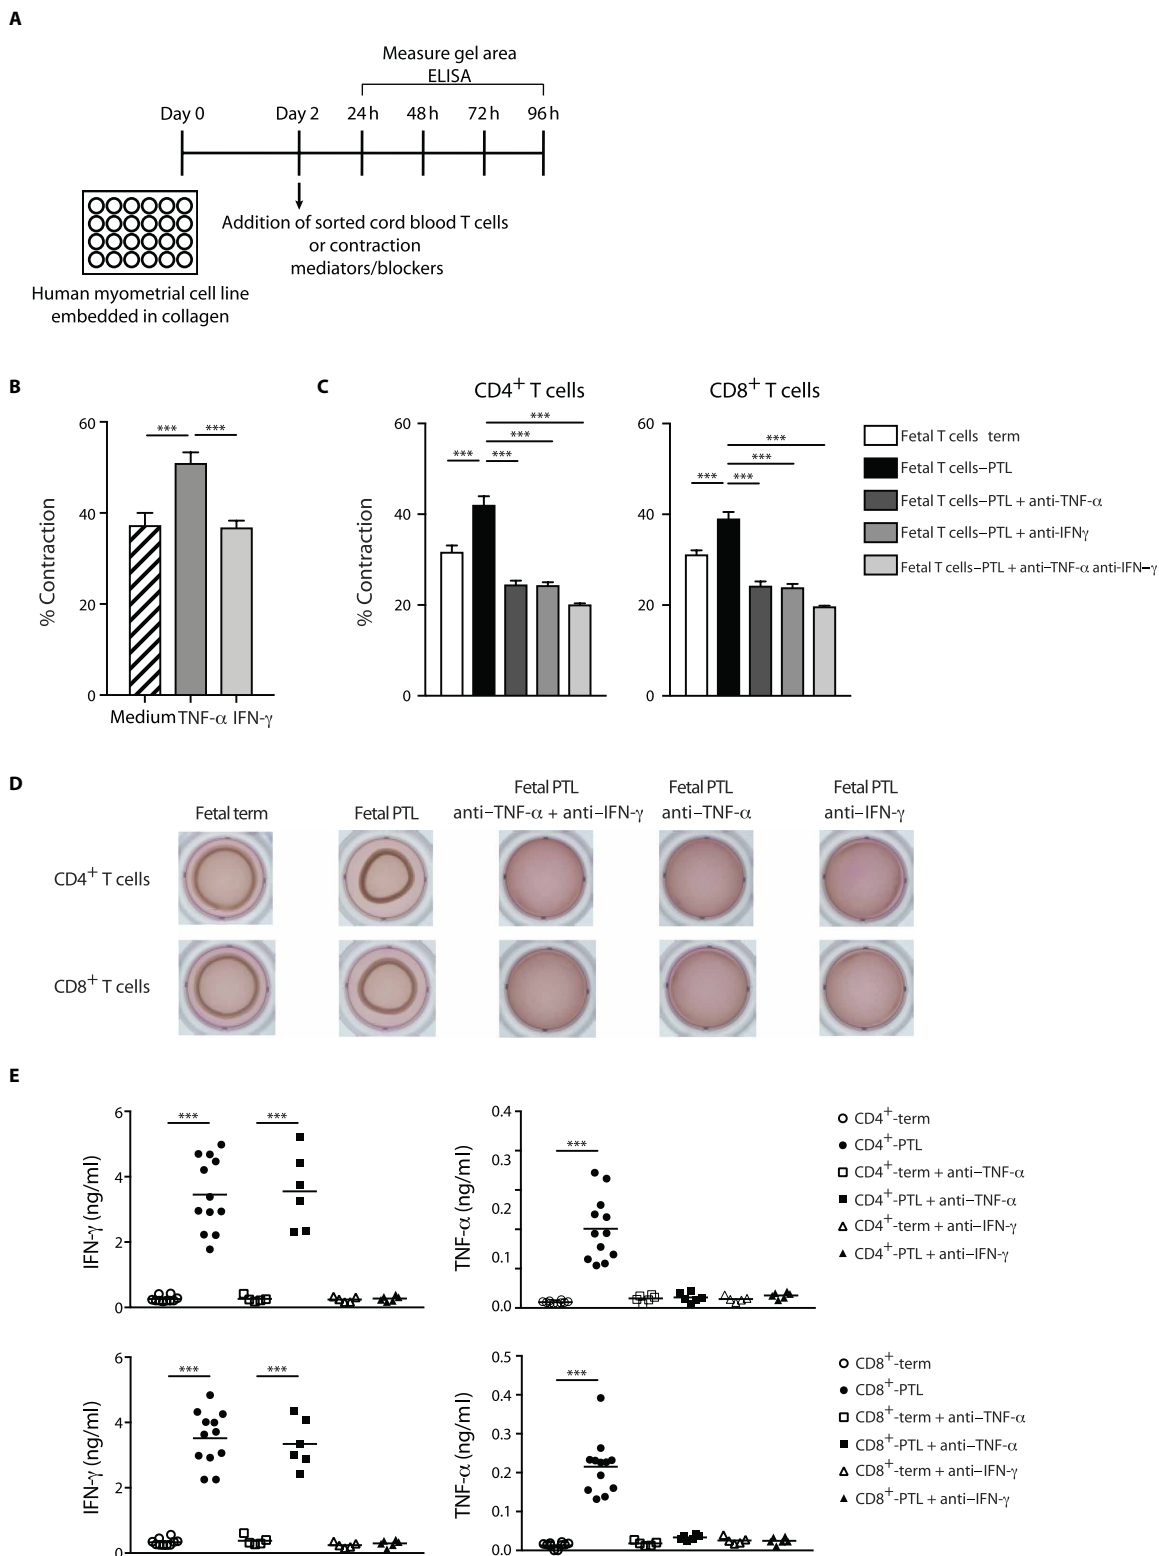 A
Measure gel area
ELISA
Day 0 Day 2 24 h 48 h 72 h 96 h
Addition of sorted cord blood T cells
or contraction
mediators/blockers
Human myometrial cell line
embedded in collagen
B
% Contraction
60
40
20
0
*** ***
Medium TNF-α IFN-γ
C
CD4+ T cells
% Contraction
60
40
20
0
***
***
*** ***
CD8+ T cells
60
40
20
0
***
***
*** ***
Fetal T cells term
Fetal T cells–PTL
Fetal T cells–PTL + anti-TNF-α
Fetal T cells–PTL + anti-IFNγ
Fetal T cells–PTL + anti–TNF-α anti-IFN–γ
D
Fetal term
Fetal PTL
Fetal PTL
anti–TNF-α + anti–IFN-γ
Fetal PTL
anti–TNF-α
Fetal PTL
anti–IFN-γ
CD4+ T cells
CD8+ T cells
E
IFN-γ (ng/ml)
6
4
2
0
*** ***
TNF-α (ng/ml)
0.4
0.3
0.2
0.1
0.0
***
CD4+-term
CD4+-PTL
CD4+-term + anti–TNF-α
CD4+-PTL + anti–TNF-α
CD4+-term + anti–IFN-γ
CD4+-PTL + anti–IFN-γ
IFN-γ (ng/ml)
6
4
2
0
*** ***
TNF-α (ng/ml)
0.5
0.4
0.3
0.2
0.1
0.0
***
CD8+-term
CD8+-PTL
CD8+-term + anti–TNF-α
CD8+-PTL + anti–TNF-α
CD8+-term + anti–IFN-γ
CD8+-PTL + anti–IFN-γ